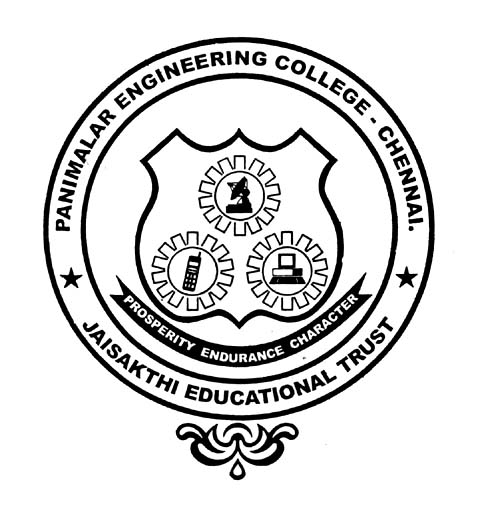 PANIMALAR ENGINEERING COLLEGE - CHENNAI.
PROSPERITY ENDURANCE CHARACTER
JAISAKTHI EDUCATIONAL TRUST